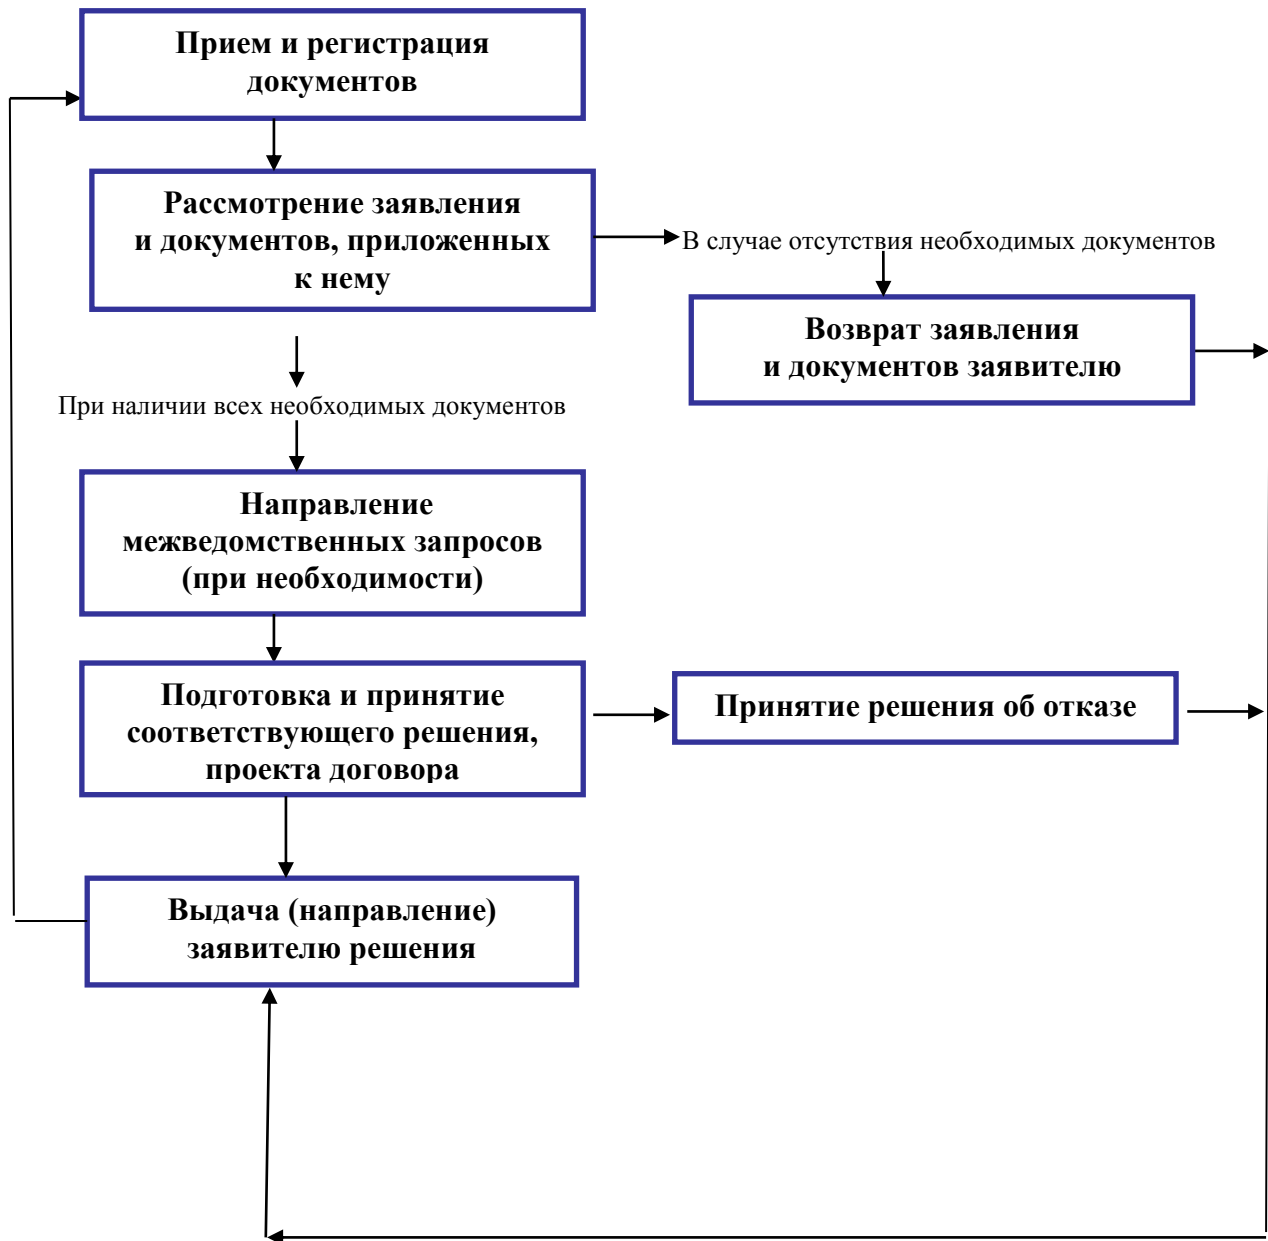 Прием и регистрация
документов
Рассмотрение заявления
и документов, приложенных
к нему
В случае отсутствия необходимых документов
Возврат заявления
и документов заявителю
При наличии всех необходимых документов
Направление
межведомственных запросов
(при необходимости)
Подготовка и принятие
соответствующего решения,
проекта договора
Принятие решения об отказе
Выдача (направление)
заявителю решения